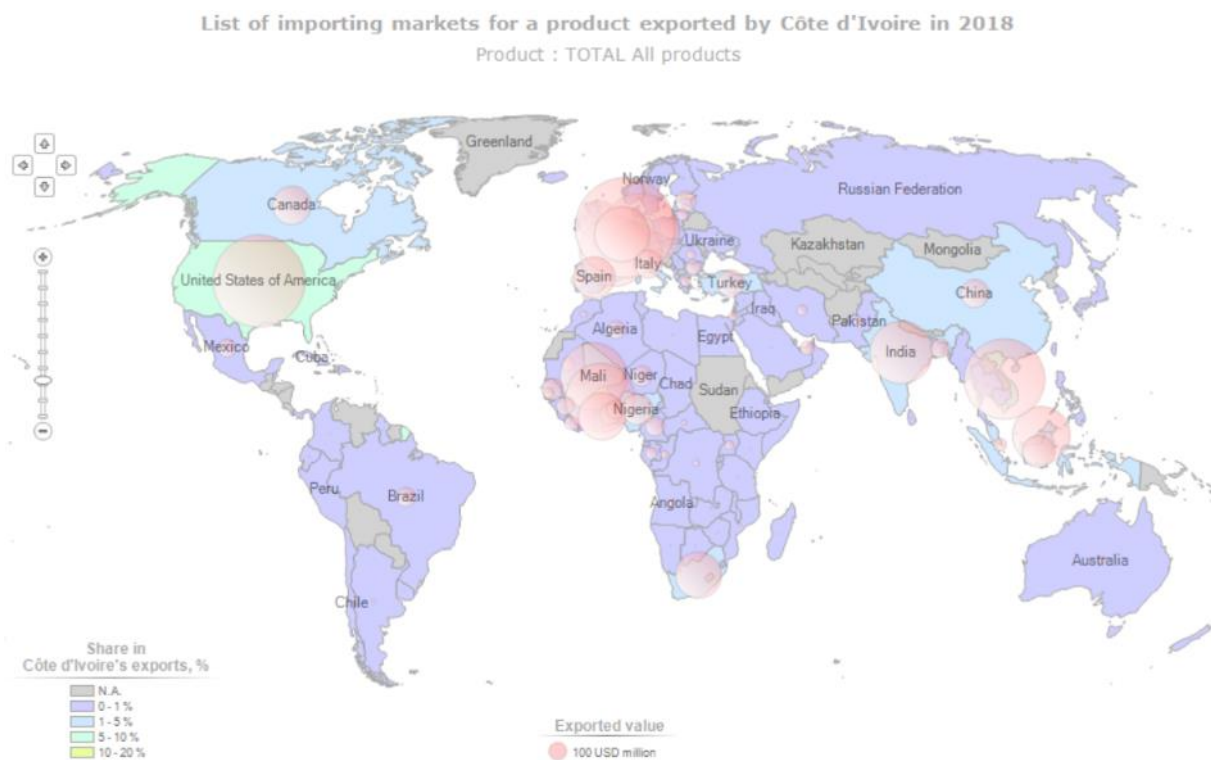 List of importing markets for a product exported by Côte d'Ivoire in 2018
Product : TOTAL All products
Greenland
Norway
Russian Federation
Canada
Ukraine
Kazakhstan
Mongolia
Italy
Spain
United States of America
Turkey
China
Iraq
Pakistan
Algeria
Egypt
Mexico
Cuba
India
Mali
Niger
Chad
Sudan
Nigeria
Ethiopia
Peru
Brazil
Angola
Australia
Chile
Share in
Côte d'Ivoire's exports, %
N.A.
0 - 1 %
1 - 5 %
5 - 10 %
10 - 20 %
Exported value
100 USD million